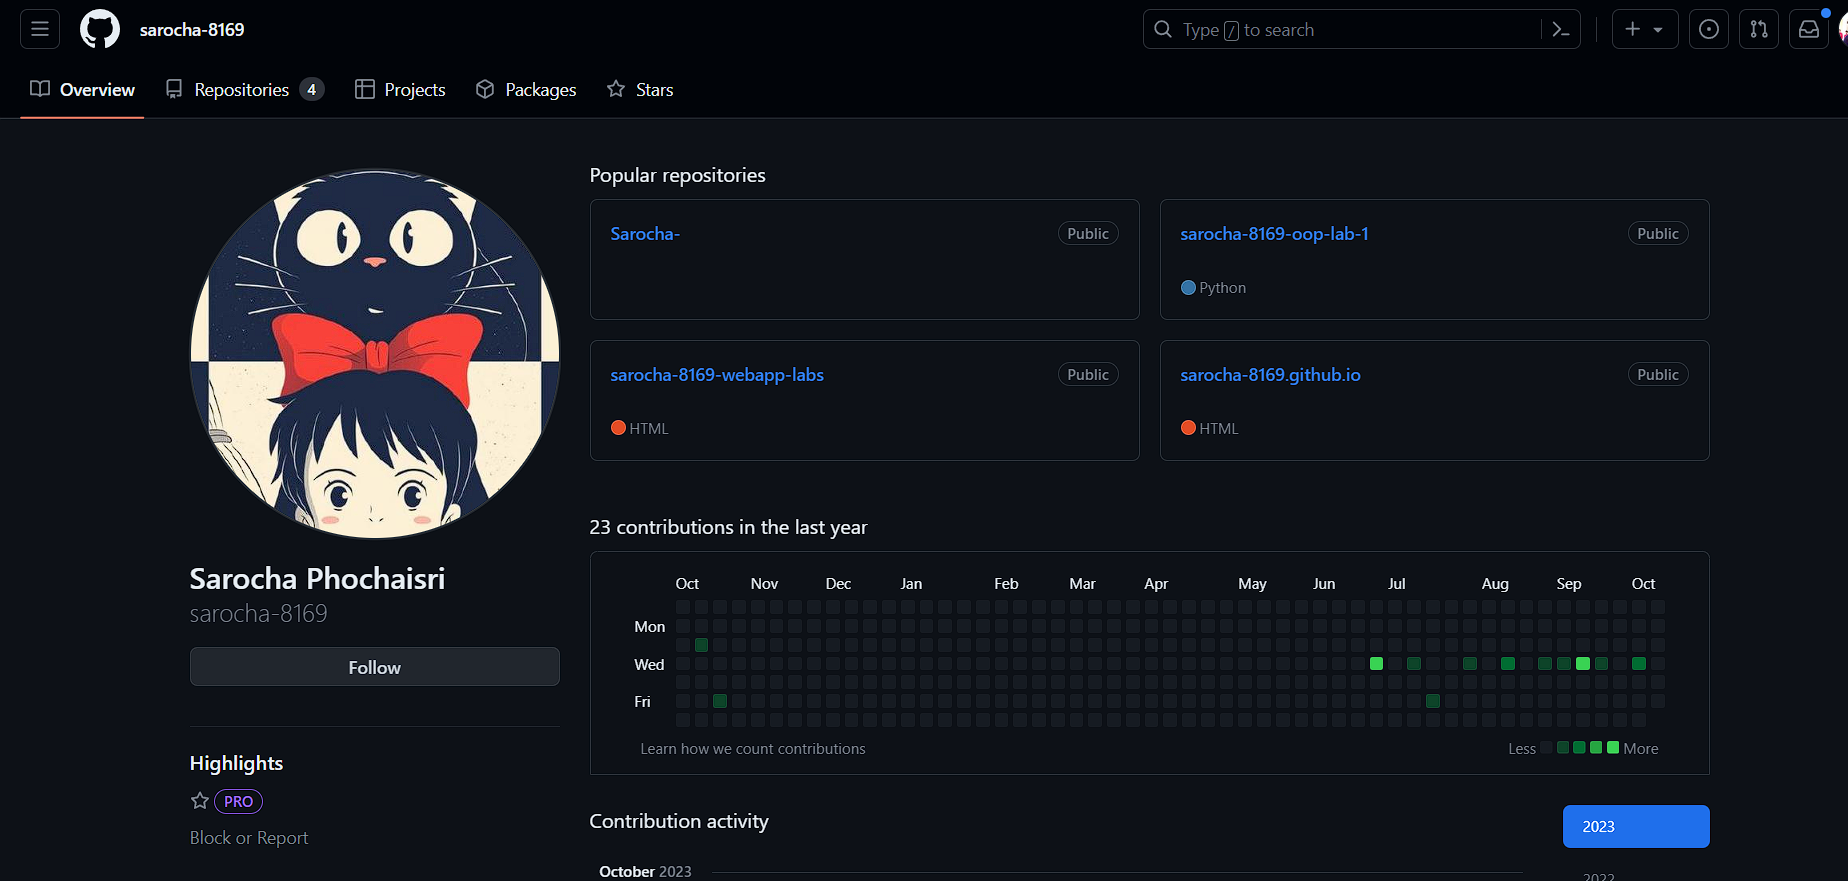 sarocha-8169
Type / to search
Overview
Repositories 4
Projects
Packages
Stars
Sarocha Phochaisri
sarocha-8169
Follow
Highlights
PRO
Block or Report
Popular repositories
Sarocha- Public
sarocha-8169-oop-lab-1 Public
Python
sarocha-8169-webapp-labs Public
HTML
sarocha-8169.github.io Public
HTML
23 contributions in the last year
Oct Nov Dec Jan Feb Mar Apr May Jun Jul Aug Sep Oct
Mon
Wed
Fri
Learn how we count contributions
Less More
Contribution activity
2023
October 2023
2022